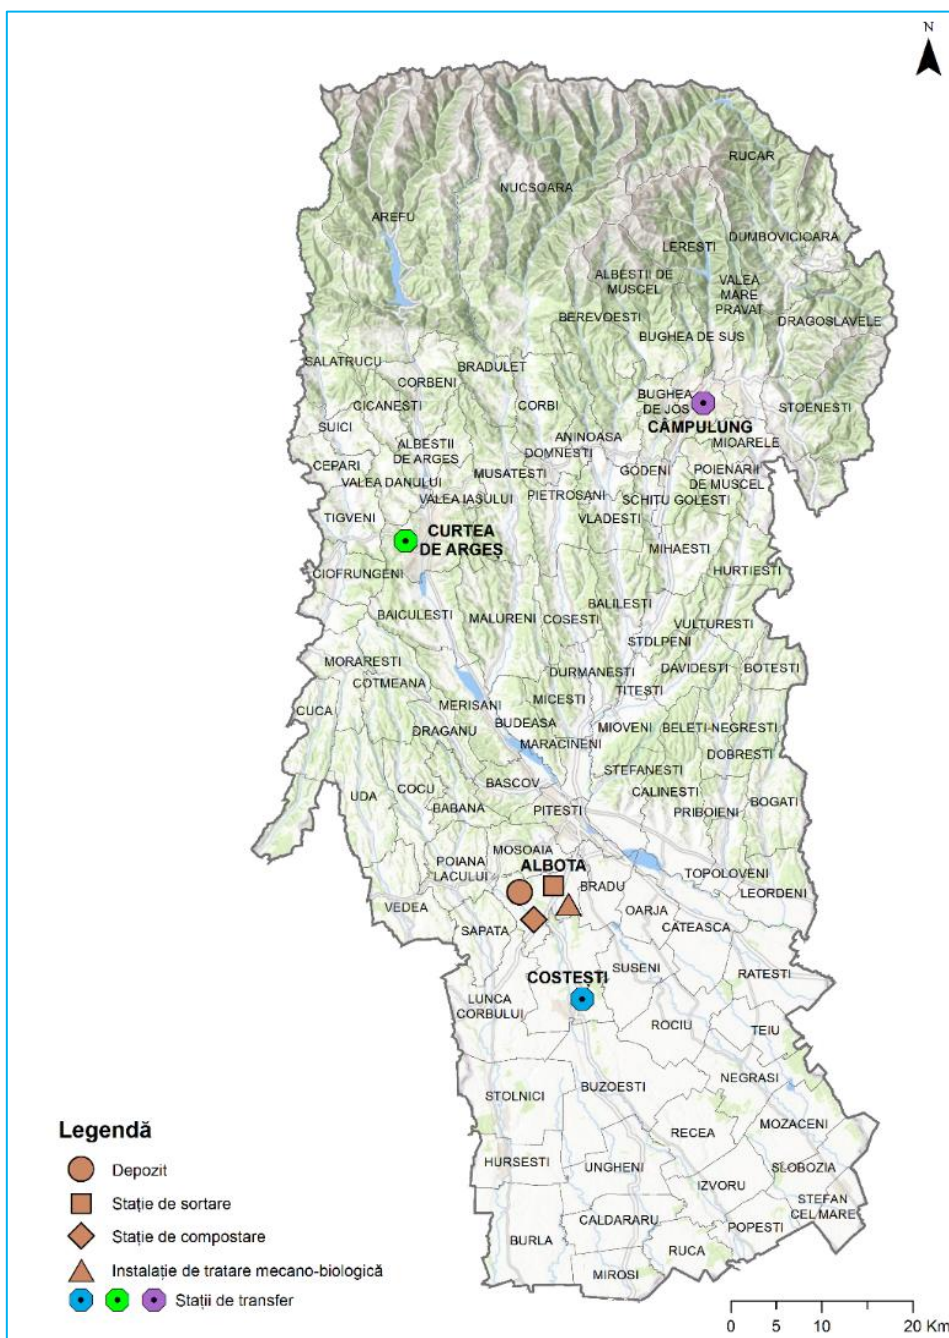 N
RUCAR
NUCSOARA
AREFU
DUMBOVICIOARA
LERESTI
ALBESTII DE
MUSCEL
VALEA
MARE
PRAVAT
BEREVOESTI
DRAGOSLAVELE
BUGHEA DE SUS
SALATRUCU
BRADULET
CORBENI
BUGHEA
DE JOS
CICANESTI
CORBI
STOENESTI
CÂMPULUNG
SUICI
ANINOASA
MIOARELE
ALBESTII
DE ARGES
DOMNESTI
CEPARI
GODENI
POIENARII
DE MUSCEL
MUSATESTI
VALEA DANULUI
VALEA IASULUI
PIETROSANI
SCHITU GOLESTI
TIGVENI
VLADESTI
CURTEA
DE ARGEȘ
MIHAESTI
CIOFRUNGENI
HURTIESTI
BALILESTI
BAICULESTI
MALURENI
COSESTI
VULTURESTI
STDLPENI
MORARESTI
DURMANESTI
DAVIDESTI
BOTESTI
COTMEANA
TITESTI
MICESTI
CUCA
MERISANI
BUDEASA
MIOVENI
BELETI-NEGRESTI
DRAGANU
MARACINENI
DOBRESTI
STEFANESTI
BASCOV
COCU
CALINESTI
UDA
BOGATI
BABANA
PITESTI
PRIBOIENI
MOSOAIA
POIANA
LACULUI
ALBOTA
TOPOLOVENI
BRADU
LEORDENI
VEDEA
OARJA
CATEASCA
SAPATA
SUSENI
COSTEȘTI
RATESTI
LUNCA
CORBULUI
ROCIU
TEIU
NEGRASI
BUZOESTI
STOLNICI
MOZACENI
RECEA
HURSESTI
UNGHENI
SLOBOZIA
IZVORU
STEFAN
CEL MARE
CALDARARU
POPESTI
BURLA
RUCA
MIROSI
Legendă
Depozit
Stație de sortare
Stație de compostare
Instalație de tratare mecano-biologică
Stații de transfer
0 5 10 20 Km